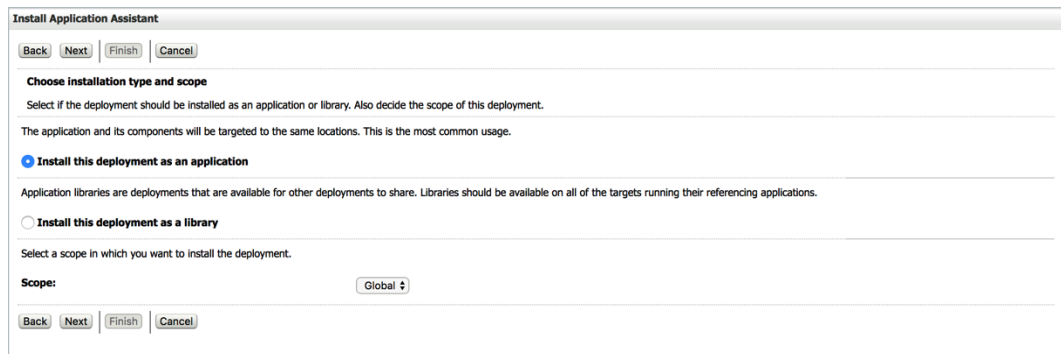 Install Application Assistant
Back Next Finish Cancel
Choose installation type and scope
Select if the deployment should be installed as an application or library. Also decide the scope of this deployment.
The application and its components will be targeted to the same locations. This is the most common usage.
Install this deployment as an application
Application libraries are deployments that are available for other deployments to share. Libraries should be available on all of the targets running their referencing applications.
Install this deployment as a library
Select a scope in which you want to install the deployment.
Scope: Global
Back Next Finish Cancel